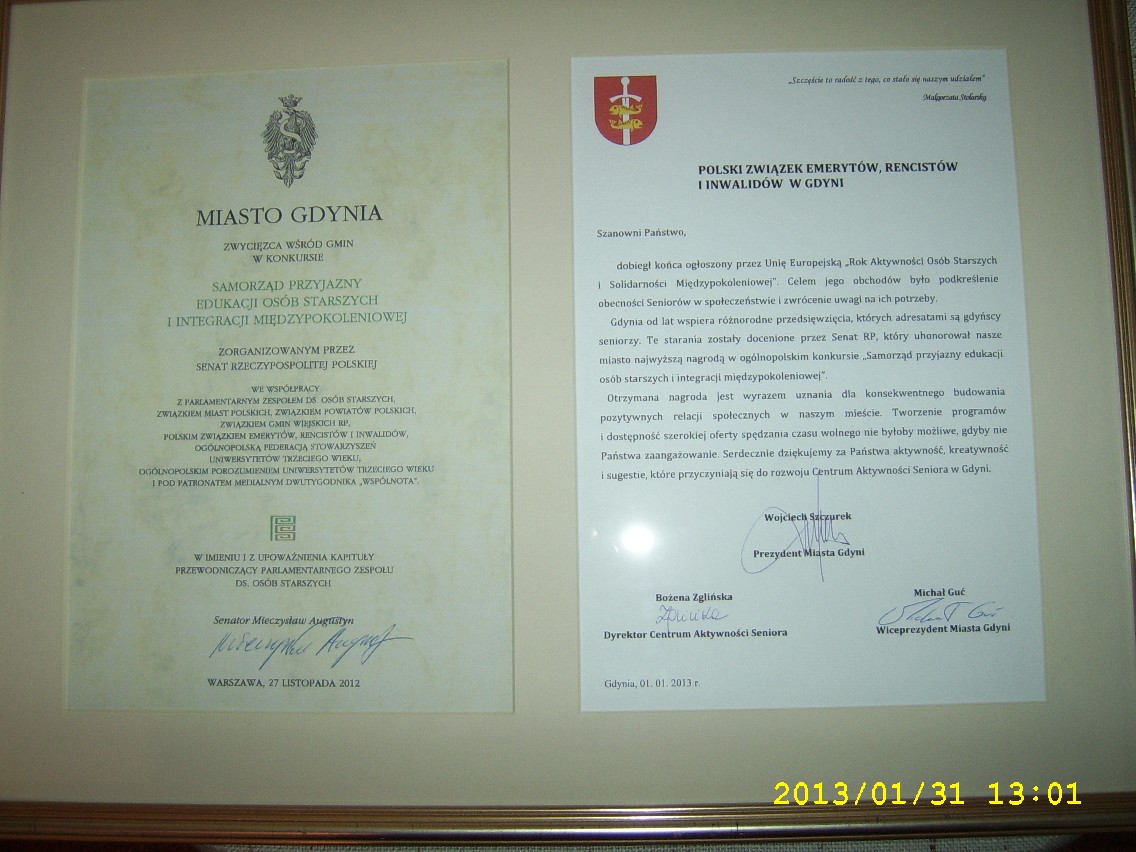 MIASTO GDYNIA
ZWYCIĘZCA WŚRÓD GMIN
W KONKURSIE
SAMORZĄD PRZYJAZNY
EDUKACJI OSÓB STARSZYCH
I INTEGRACJI MIĘDZYPOKOLENIOWEJ
ZORGANIZOWANYM PRZEZ
SENAT RZECZYPOSPOLITEJ POLSKIEJ
WE WSPÓŁPRACY
Z PARLAMENTARNYM ZESPOŁEM DS. OSÓB STARSZYCH,
ZWIĄZKIEM MIAST POLSKICH, ZWIĄZKIEM POWIATÓW POLSKICH,
ZWIĄZKIEM GMIN WIEJSKICH RP,
POLSKIM ZWIĄZKIEM EMERYTÓW, RENCISTÓW I INWALIDÓW,
OGÓLNOPOLSKĄ FEDERACJĄ STOWARZYSZEŃ
UNIWERSYTETÓW TRZECIEGO WIEKU,
OGÓLNOPOLSKIM POROZUMIENIEM UNIWERSYTETÓW TRZECIEGO WIEKU
I POD PATRONATEM MEDIALNYM DWUTYGODNIKA „WSPÓLNOTA".
W IMIENIU I Z UPOWAŻNIENIA KAPITUŁY
PRZEWODNICZĄCY PARLAMENTARNEGO ZESPOŁU
DS. OSÓB STARSZYCH
Senator Mieczysław Augustyn
Mieczysław Augustyn
WARSZAWA, 27 LISTOPADA 2012
„Szczęście to radość z tego, co stało się naszym udziałem"
Małgorzata Stolarska
POLSKI ZWIĄZEK EMERYTÓW, RENCISTÓW
I INWALIDÓW W GDYNI
Szanowni Państwo,
dobiegł końca ogłoszony przez Unię Europejską „Rok Aktywności Osób Starszych
i Solidarności Międzypokoleniowej". Celem jego obchodów było podkreślenie
obecności Seniorów w społeczeństwie i zwrócenie uwagi na ich potrzeby.
Gdynia od lat wspiera różnorodne przedsięwzięcia, których adresatami są gdyńscy
seniorzy. Te starania zostały docenione przez Senat RP, który uhonorował nasze
miasto najwyższą nagrodą w ogólnopolskim konkursie „Samorząd przyjazny edukacji
osób starszych i integracji międzypokoleniowej".
Otrzymana nagroda jest wyrazem uznania dla konsekwentnego budowania
pozytywnych relacji społecznych w naszym mieście. Tworzenie programów
i dostępność szerokiej oferty spędzania czasu wolnego nie byłoby możliwe, gdyby nie
Państwa zaangażowanie. Serdecznie dziękujemy za Państwa aktywność, kreatywność
i sugestie, które przyczyniają się do rozwoju Centrum Aktywności Seniora w Gdyni.
Wojciech Szczurek
Prezydent Miasta Gdyni
Bożena Zglińska
Dyrektor Centrum Aktywności Seniora
Michał Guć
Wiceprezydent Miasta Gdyni
Gdynia, 01. 01. 2013 r.
2013/01/31 13:01